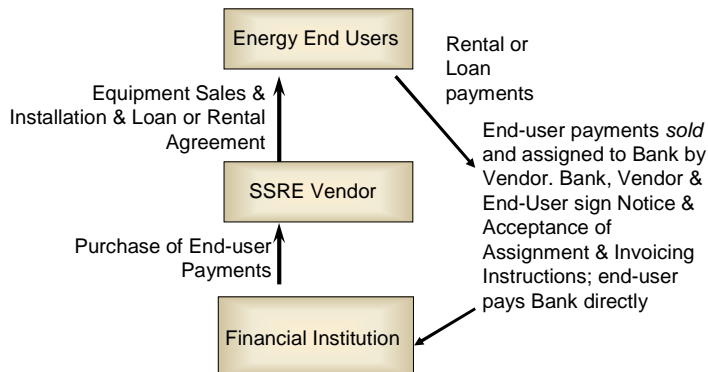 Energy End Users
Rental or
Loan
payments
Equipment Sales &
Installation & Loan or Rental
Agreement
End-user payments sold
and assigned to Bank by
Vendor. Bank, Vendor &
End-User sign Notice &
Acceptance of
Assignment & Invoicing
Instructions; end-user
pays Bank directly
SSRE Vendor
Purchase of End-user
Payments
Financial Institution